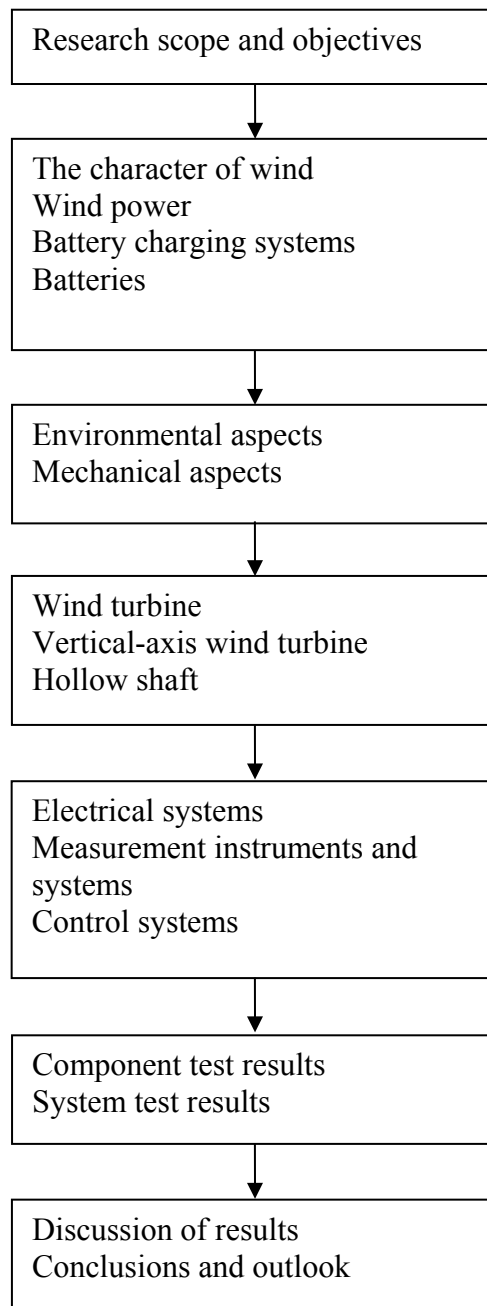 Research scope and objectives
The character of wind
Wind power
Battery charging systems
Batteries
Environmental aspects
Mechanical aspects
Wind turbine
Vertical-axis wind turbine
Hollow shaft
Electrical systems
Measurement instruments and
systems
Control systems
Component test results
System test results
Discussion of results
Conclusions and outlook